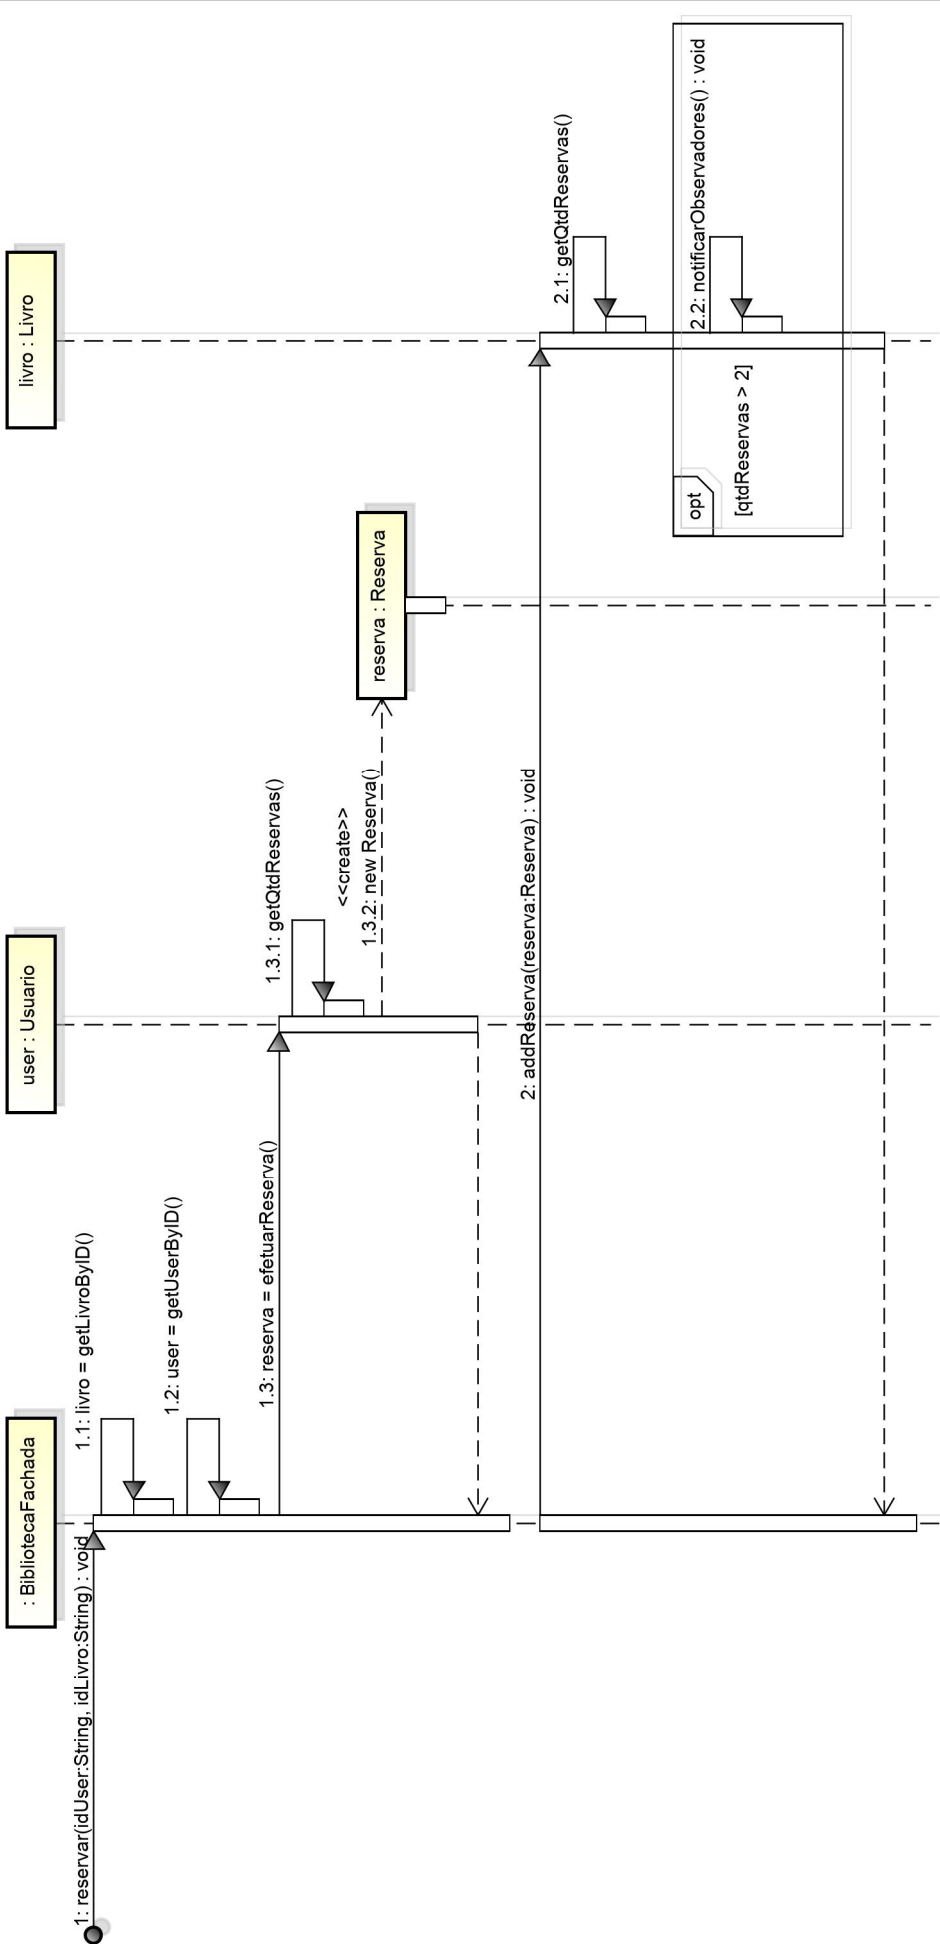 : BibliotecaFachada
user : Usuario
livro : Livro
1: reservar(idUser:String, idLivro:String) : void
1.1: livro = getLivroByID()
1.2: user = getUserByID()
1.3: reserva = efetuarReserva()
1.3.1: getQtdReservas()
<<create>>
1.3.2: new Reserva()
reserva : Reserva
2: addReserva(reserva:Reserva) : void
2.1: getQtdReservas()
opt
2.2: notificarObservadores() : void
[qtdReservas > 2]